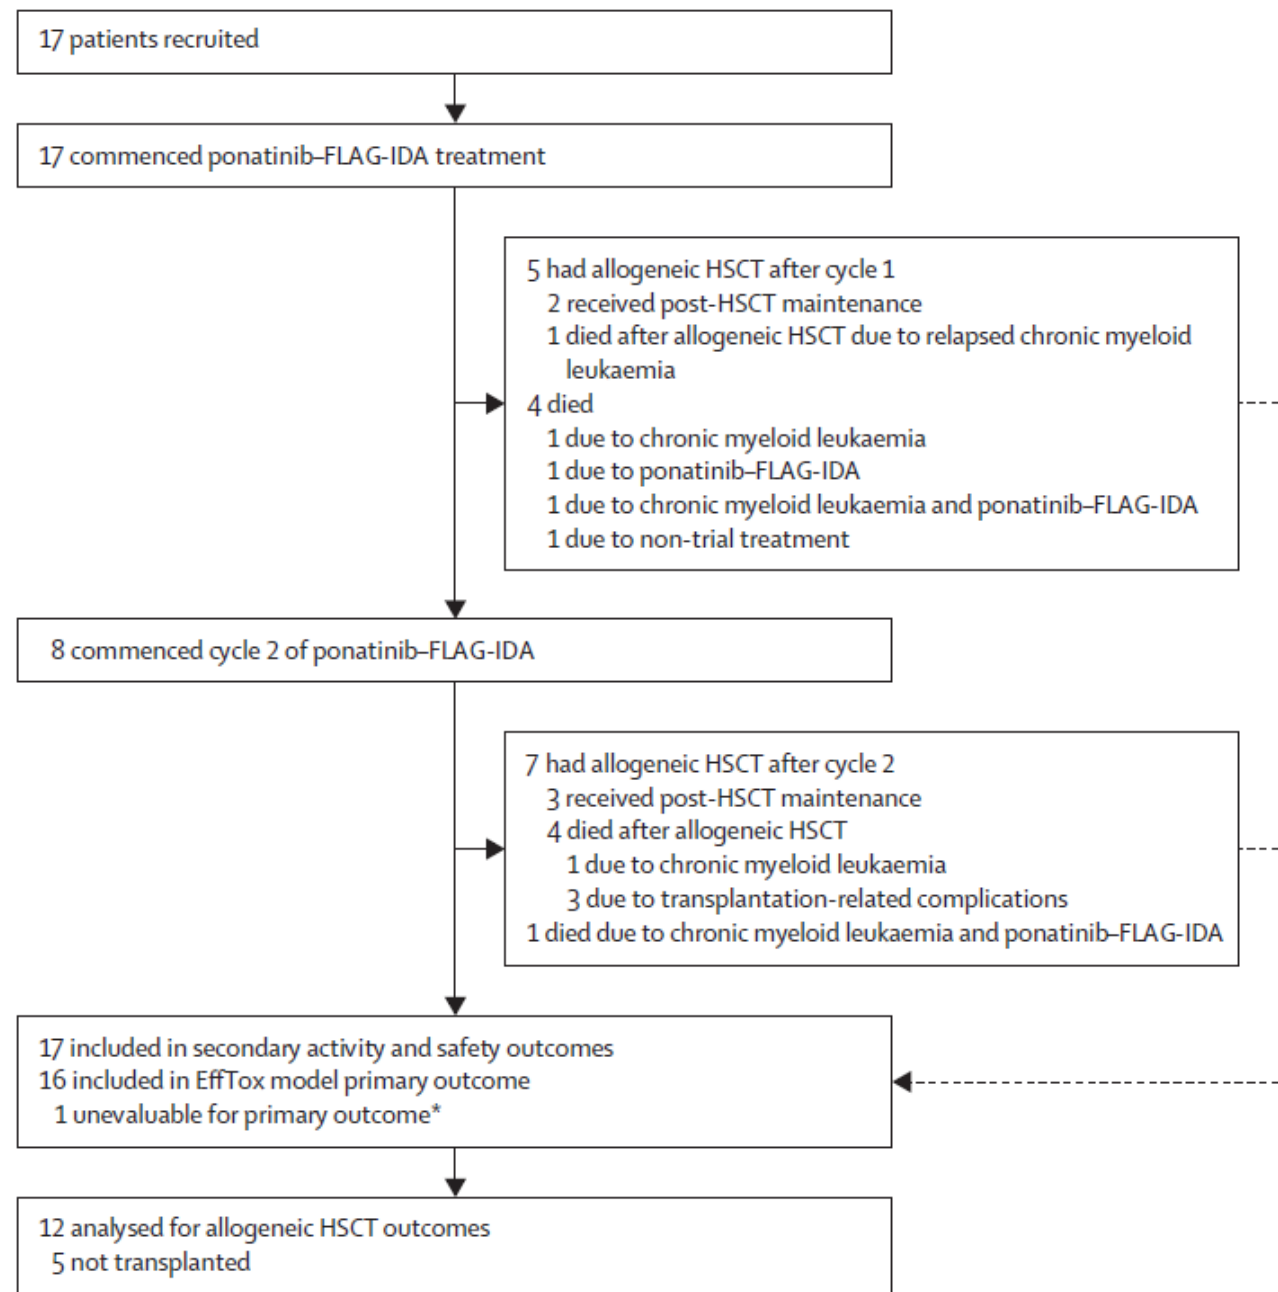 17 patients recruited
17 commenced ponatinib–FLAG-IDA treatment
5 had allogeneic HSCT after cycle 1
2 received post-HSCT maintenance
1 died after allogeneic HSCT due to relapsed chronic myeloid
leukaemia
4 died
1 due to chronic myeloid leukaemia
1 due to ponatinib–FLAG-IDA
1 due to chronic myeloid leukaemia and ponatinib–FLAG-IDA
1 due to non-trial treatment
8 commenced cycle 2 of ponatinib–FLAG-IDA
7 had allogeneic HSCT after cycle 2
3 received post-HSCT maintenance
4 died after allogeneic HSCT
1 due to chronic myeloid leukaemia
3 due to transplantation-related complications
1 died due to chronic myeloid leukaemia and ponatinib–FLAG-IDA
17 included in secondary activity and safety outcomes
16 included in EffTox model primary outcome
1 unevaluable for primary outcome*
12 analysed for allogeneic HSCT outcomes
5 not transplanted